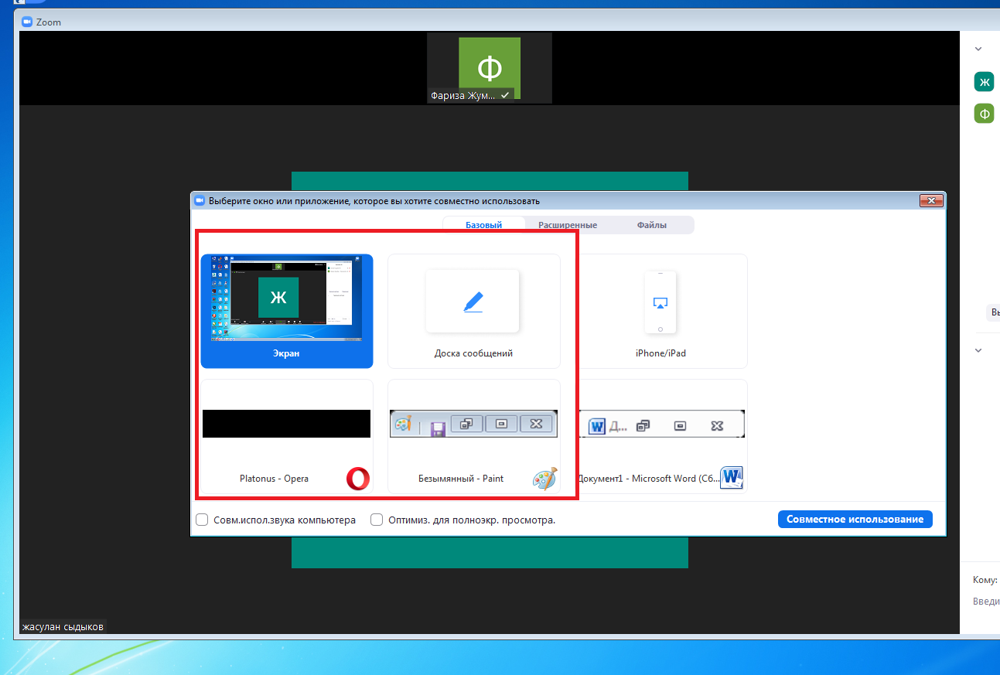 Zoom
Ф
Фариза Жум...
Ж
Ф
Выберите окно или приложение, которое вы хотите совместно использовать
Базовый Расширенные Файлы
Ж
Экран Доска сообщений iPhone/iPad
W Д...
Platonus - Opera Безымянный - Paint Документ1 - Microsoft Word (Сб... W
Совм.испол.звука компьютера Оптимиз. для полноэкр. просмотра. Совместное использование
Вы
Кому:
Введи
жасулан сыдыков